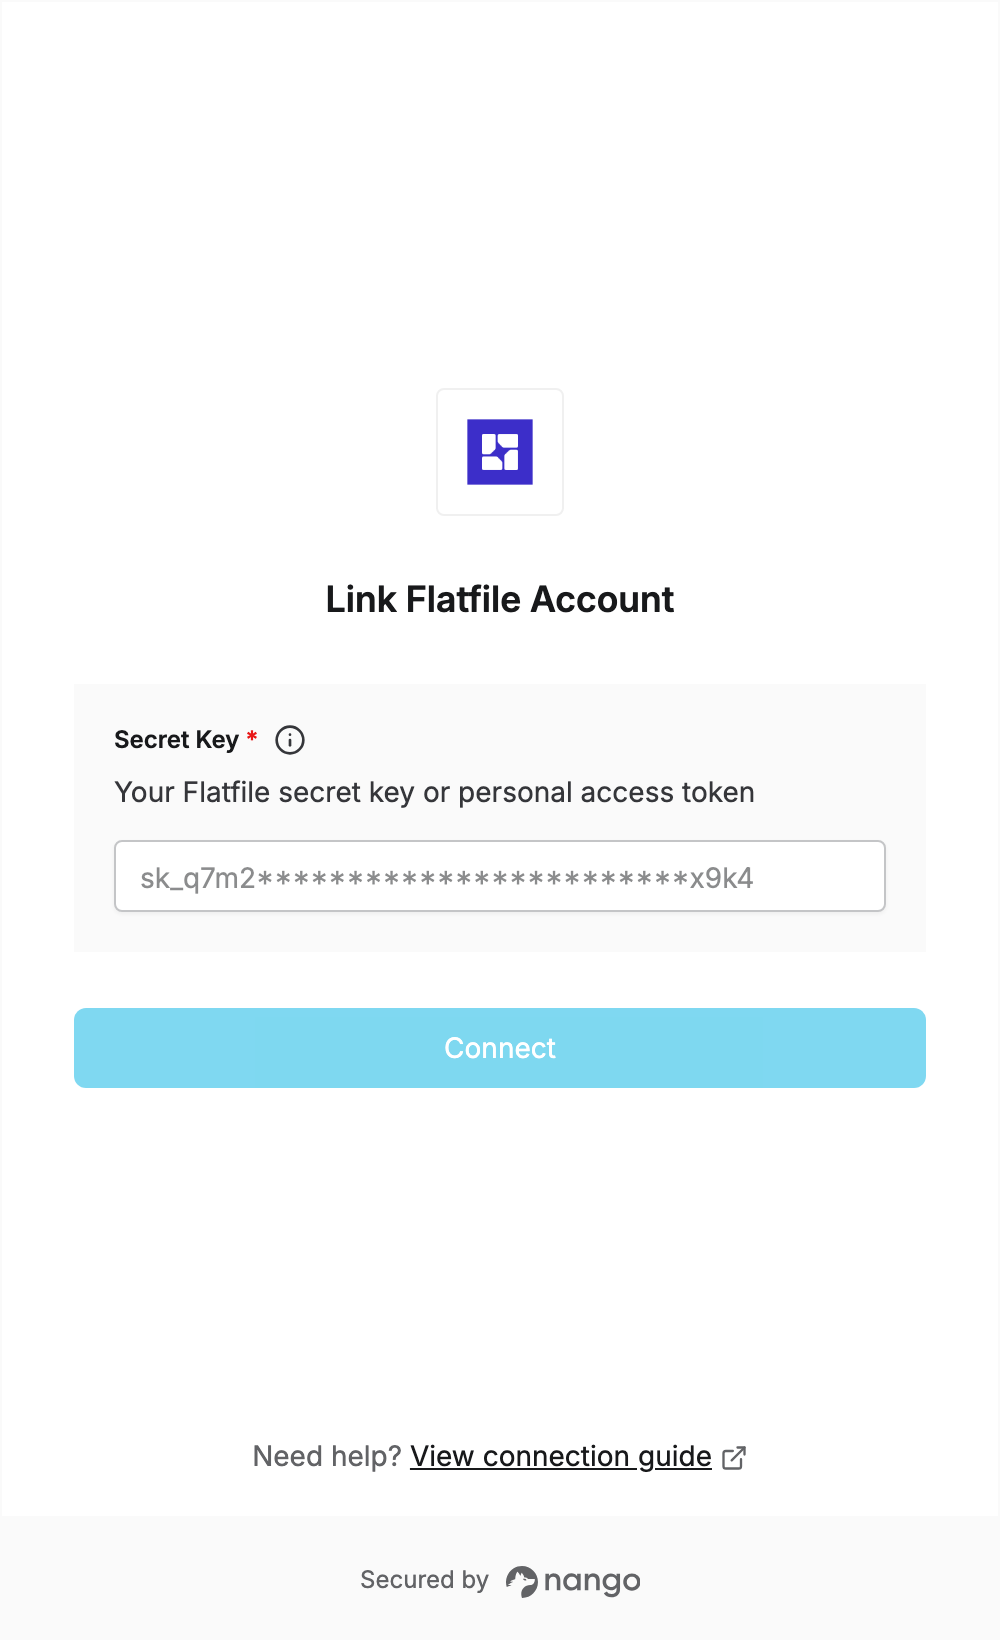 Link Flatfile Account
Secret Key *
Your Flatfile secret key or personal access token
sk_q7m2************************x9k4
Connect
Need help? View connection guide
Secured by nango